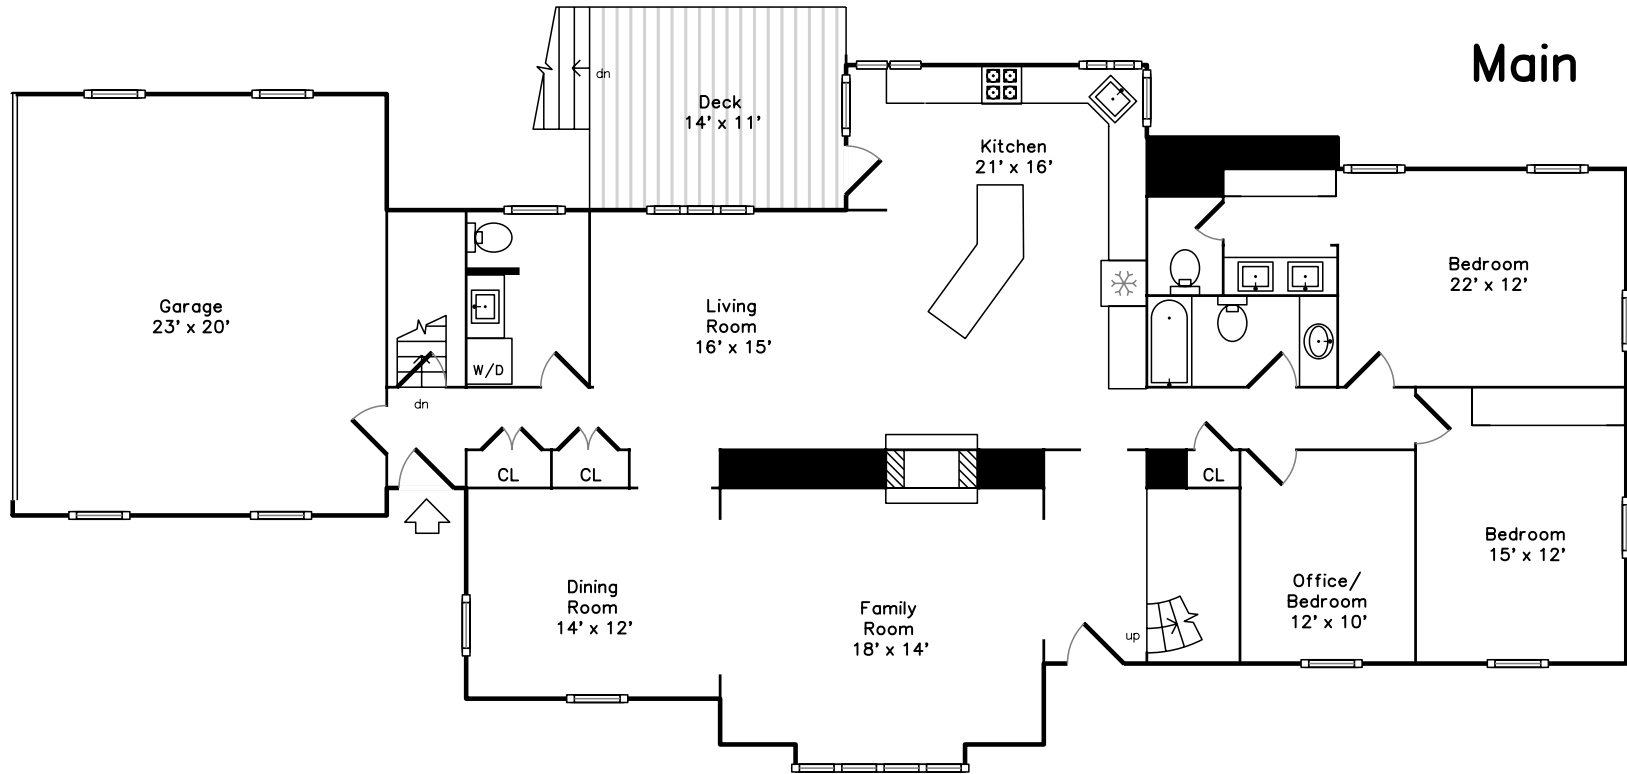 Main
dn
Deck
14' x 11'
Kitchen
21' x 16'
Bedroom
22' x 12'
Garage
23' x 20'
Living
Room
16' x 15'
W/D
dn
CL
CL
CL
Bedroom
15' x 12'
Office/
Bedroom
12' x 10'
Dining
Room
14' x 12'
Family
Room
18' x 14'
up